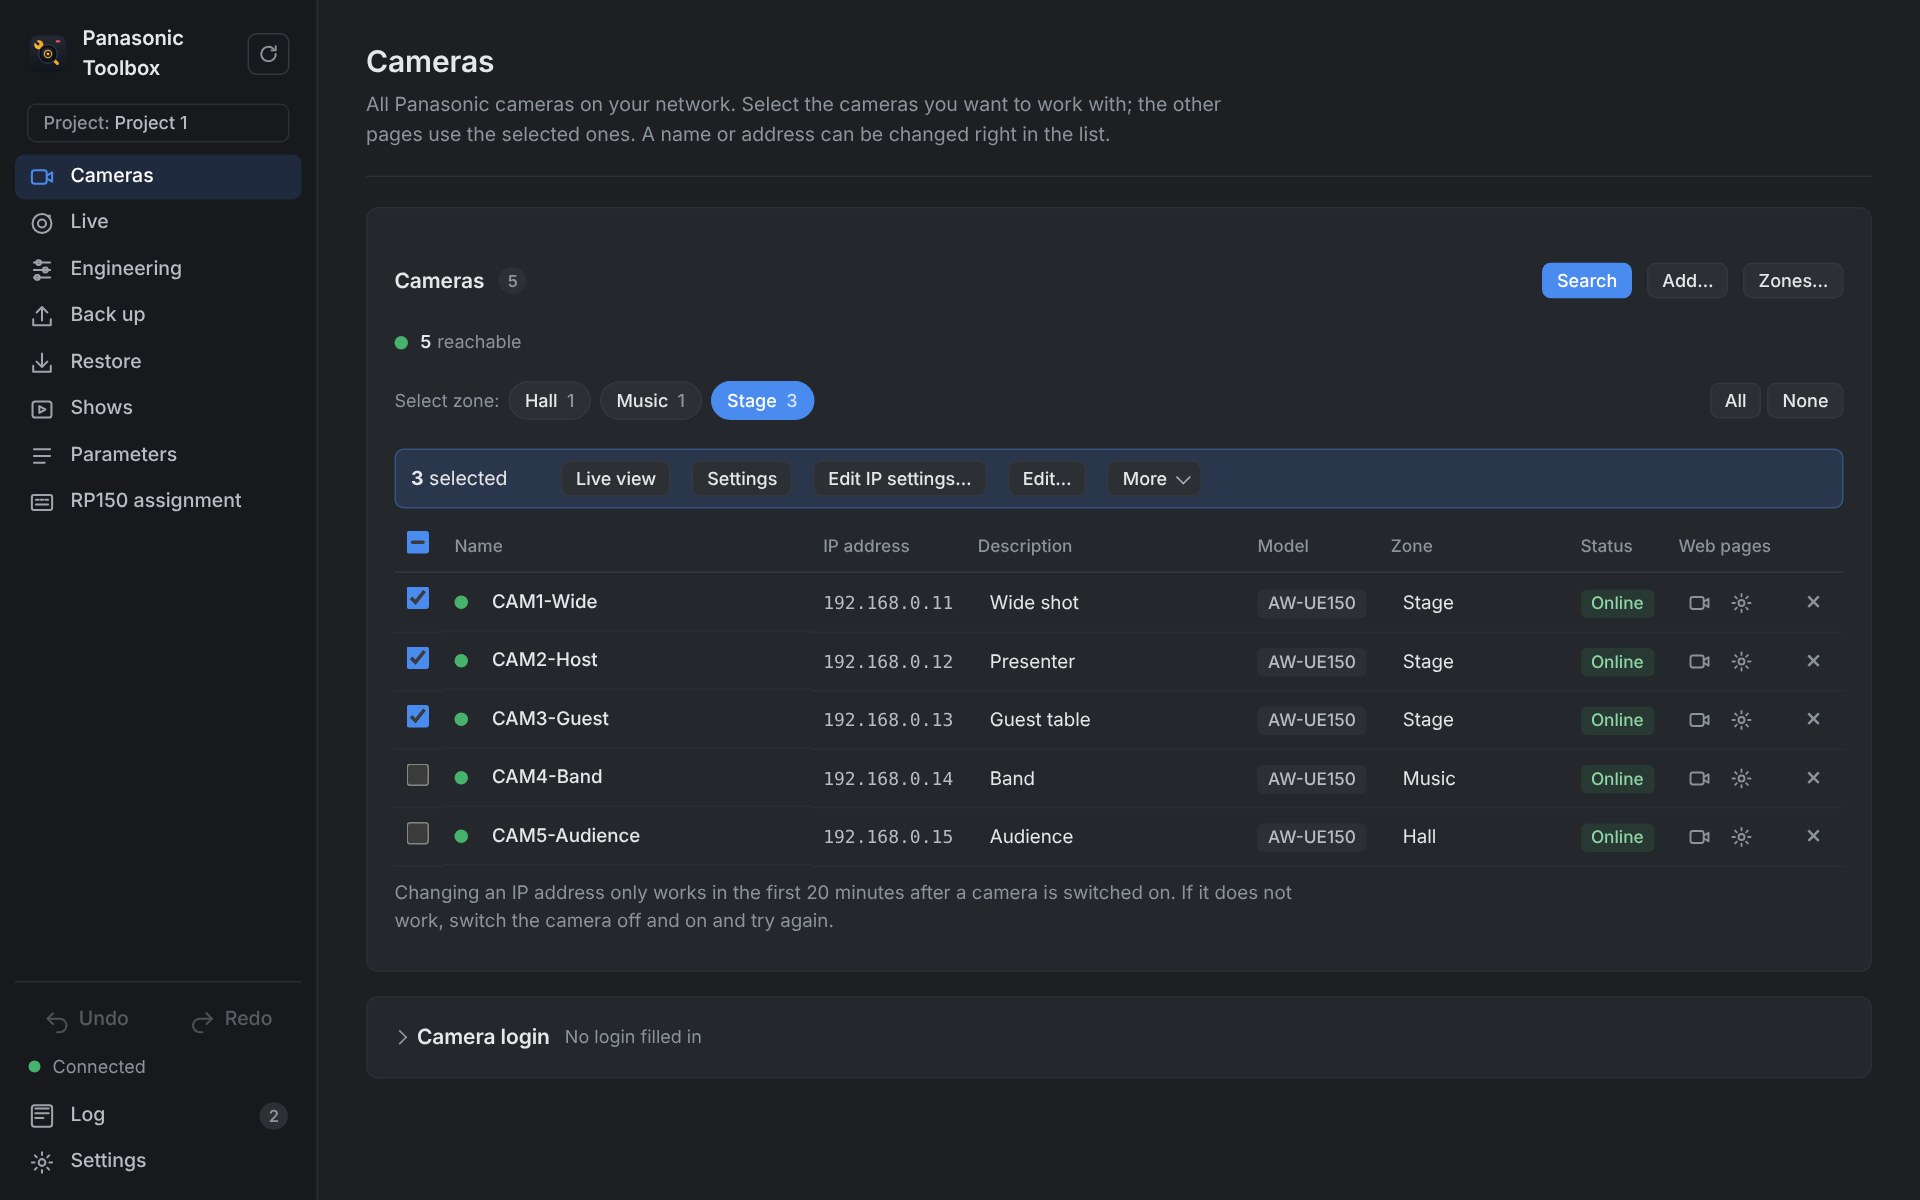 Panasonic
Toolbox
Project: Project 1
Cameras
Live
Engineering
Back up
Restore
Shows
Parameters
RP150 assignment
Undo Redo
Connected
Log 2
Settings
Cameras
All Panasonic cameras on your network. Select the cameras you want to work with; the other
pages use the selected ones. A name or address can be changed right in the list.
Cameras 5 Search Add... Zones...
5 reachable
Select zone: Hall 1 Music 1 Stage 3 All None
3 selected Live view Settings Edit IP settings... Edit... More
Name IP address Description Model Zone Status Web pages
CAM1-Wide 192.168.0.11 Wide shot AW-UE150 Stage Online
CAM2-Host 192.168.0.12 Presenter AW-UE150 Stage Online
CAM3-Guest 192.168.0.13 Guest table AW-UE150 Stage Online
CAM4-Band 192.168.0.14 Band AW-UE150 Music Online
CAM5-Audience 192.168.0.15 Audience AW-UE150 Hall Online
Changing an IP address only works in the first 20 minutes after a camera is switched on. If it does not
work, switch the camera off and on and try again.
Camera login No login filled in